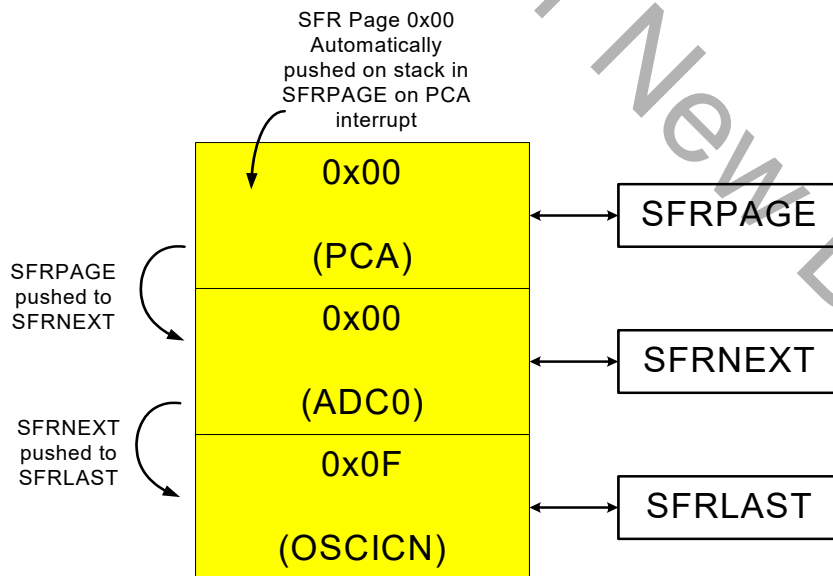 SFR Page 0x00
Automatically
pushed on stack in
SFRPAGE on PCA
interrupt
0x00
(PCA)
SFRPAGE
SFRPAGE
pushed to
SFRNEXT
0x00
(ADC0)
SFRNEXT
SFRNEXT
pushed to
SFRLAST
0x0F
(OSCICN)
SFRLAST
New